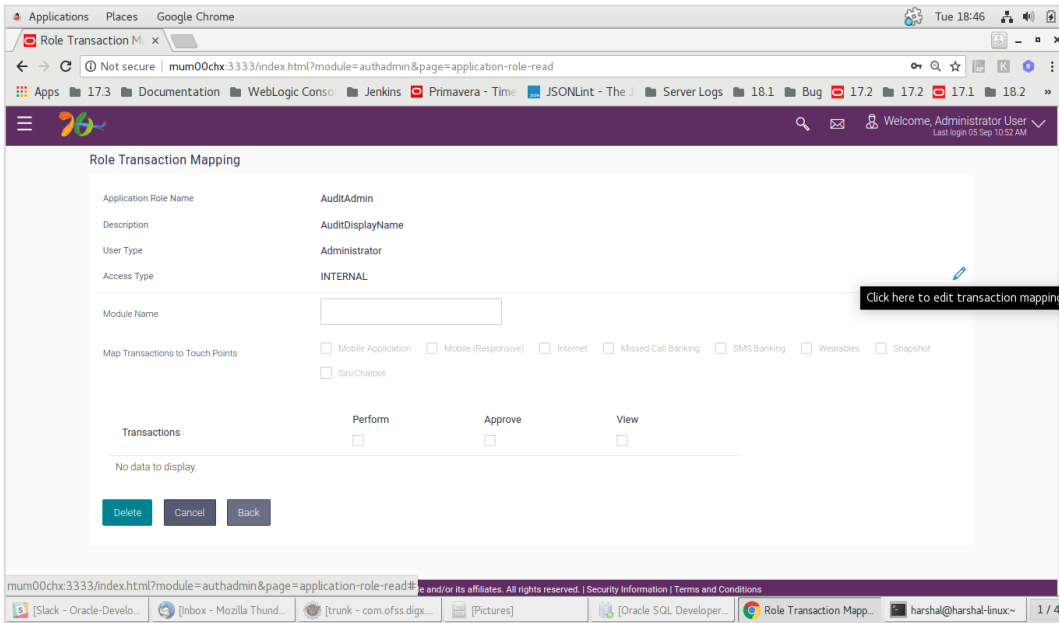 Applications Places Google Chrome Tue 18:46
Role Transaction M
Not secure | mum00chx:3333/index.html?module=authadmin&page=application-role-read
Apps 17.3 Documentation WebLogic Conso Jenkins Primavera - Time JSONLint - The J Server Logs 18.1 Bug 17.2 17.2 17.1 18.2 »
Welcome, Administrator User
Last login 05 Sep 10:52 AM
Role Transaction Mapping
Application Role Name AuditAdmin
Description AuditDisplayName
User Type Administrator
Access Type INTERNAL
Click here to edit transaction mapping
Module Name
Map Transactions to Touch Points Mobile Application Mobile (Responsive) Internet Missed Call Banking SMS Banking Wearables Snapshot
Siri/Chatbot
Transactions Perform Approve View
No data to display.
Delete Cancel Back
mum00chx:3333/index.html?module=authadmin&page=application-role-read# e and/or its affiliates. All rights reserved. | Security Information | Terms and Conditions
[Slack - Oracle-Develo... [Inbox - Mozilla Thund... [trunk - com.ofss.digx.... [Pictures] [Oracle SQL Developer... Role Transaction Mapp... harshal@harshal-linux:~ 1 / 4